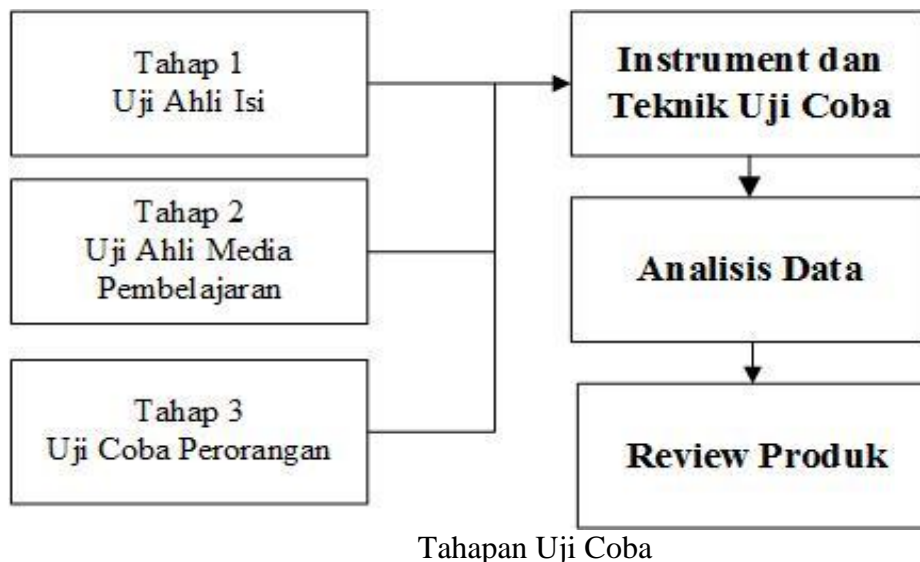 Tahap 1
Uji Ahli Isi
Tahap 2
Uji Ahli Media
Pembelajaran
Tahap 3
Uji Coba Perorangan
Instrument dan
Teknik Uji Coba
Analisis Data
Review Produk
Tahapan Uji Coba